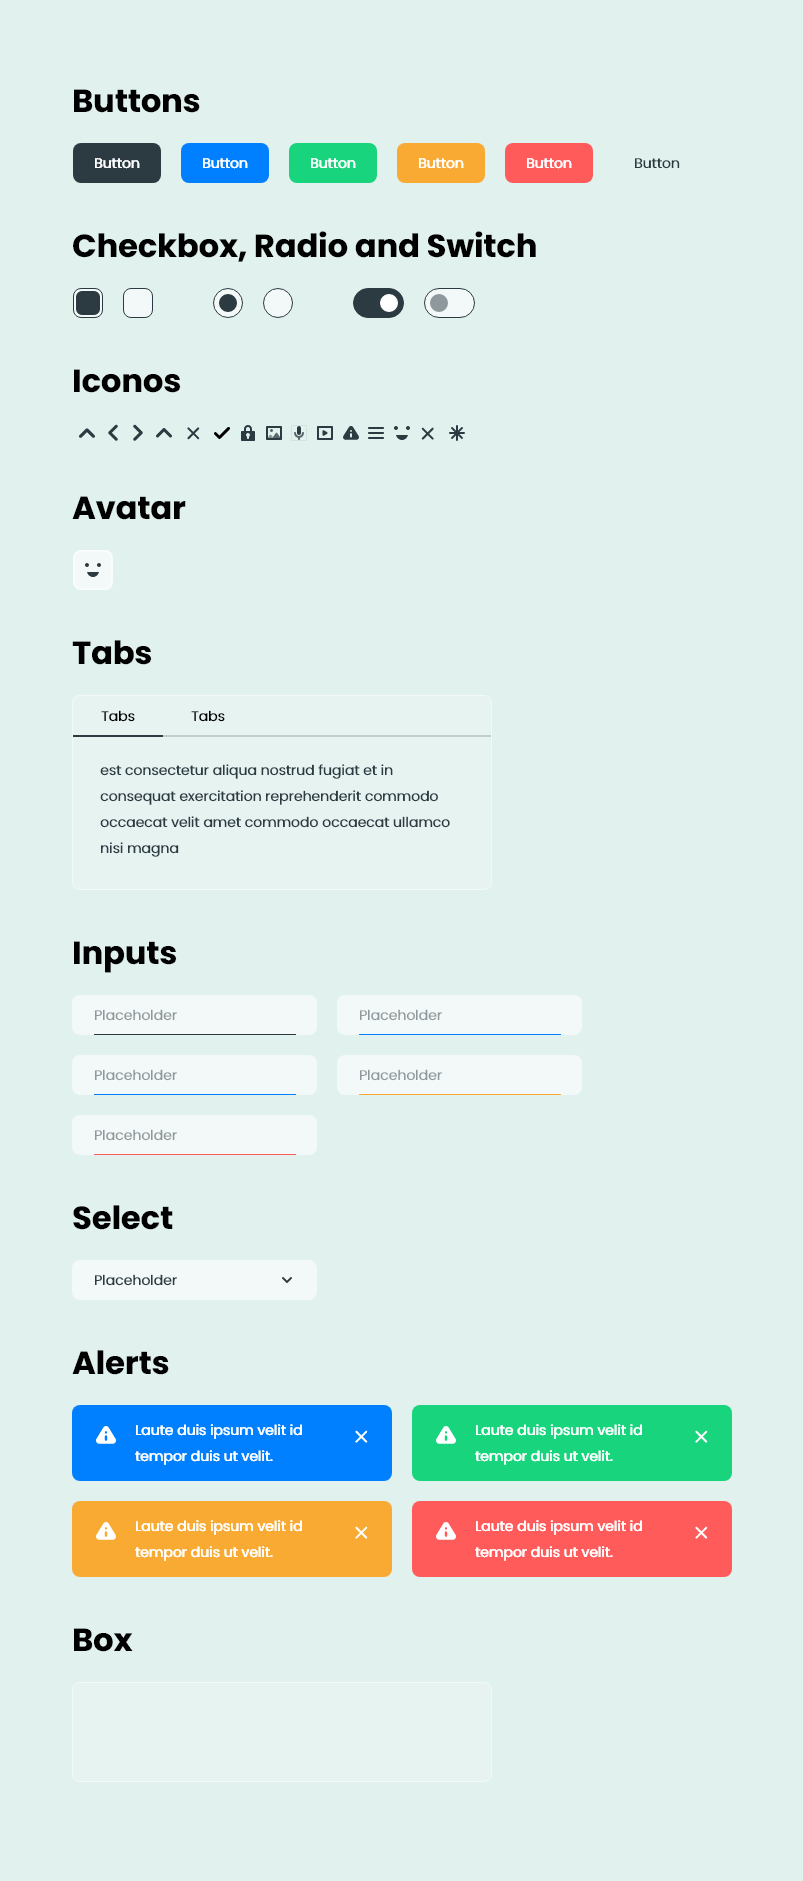 Buttons
Button Button Button Button Button Button
Checkbox, Radio and Switch
Iconos
Avatar
Tabs
Tabs Tabs
est consectetur aliqua nostrud fugiat et in
consequat exercitation reprehenderit commodo
occaecat velit amet commodo occaecat ullamco
nisi magna
Inputs
Placeholder Placeholder
Placeholder Placeholder
Placeholder
Select
Placeholder
Alerts
Laute duis ipsum velit id
tempor duis ut velit.
Laute duis ipsum velit id
tempor duis ut velit.
Laute duis ipsum velit id
tempor duis ut velit.
Laute duis ipsum velit id
tempor duis ut velit.
Box